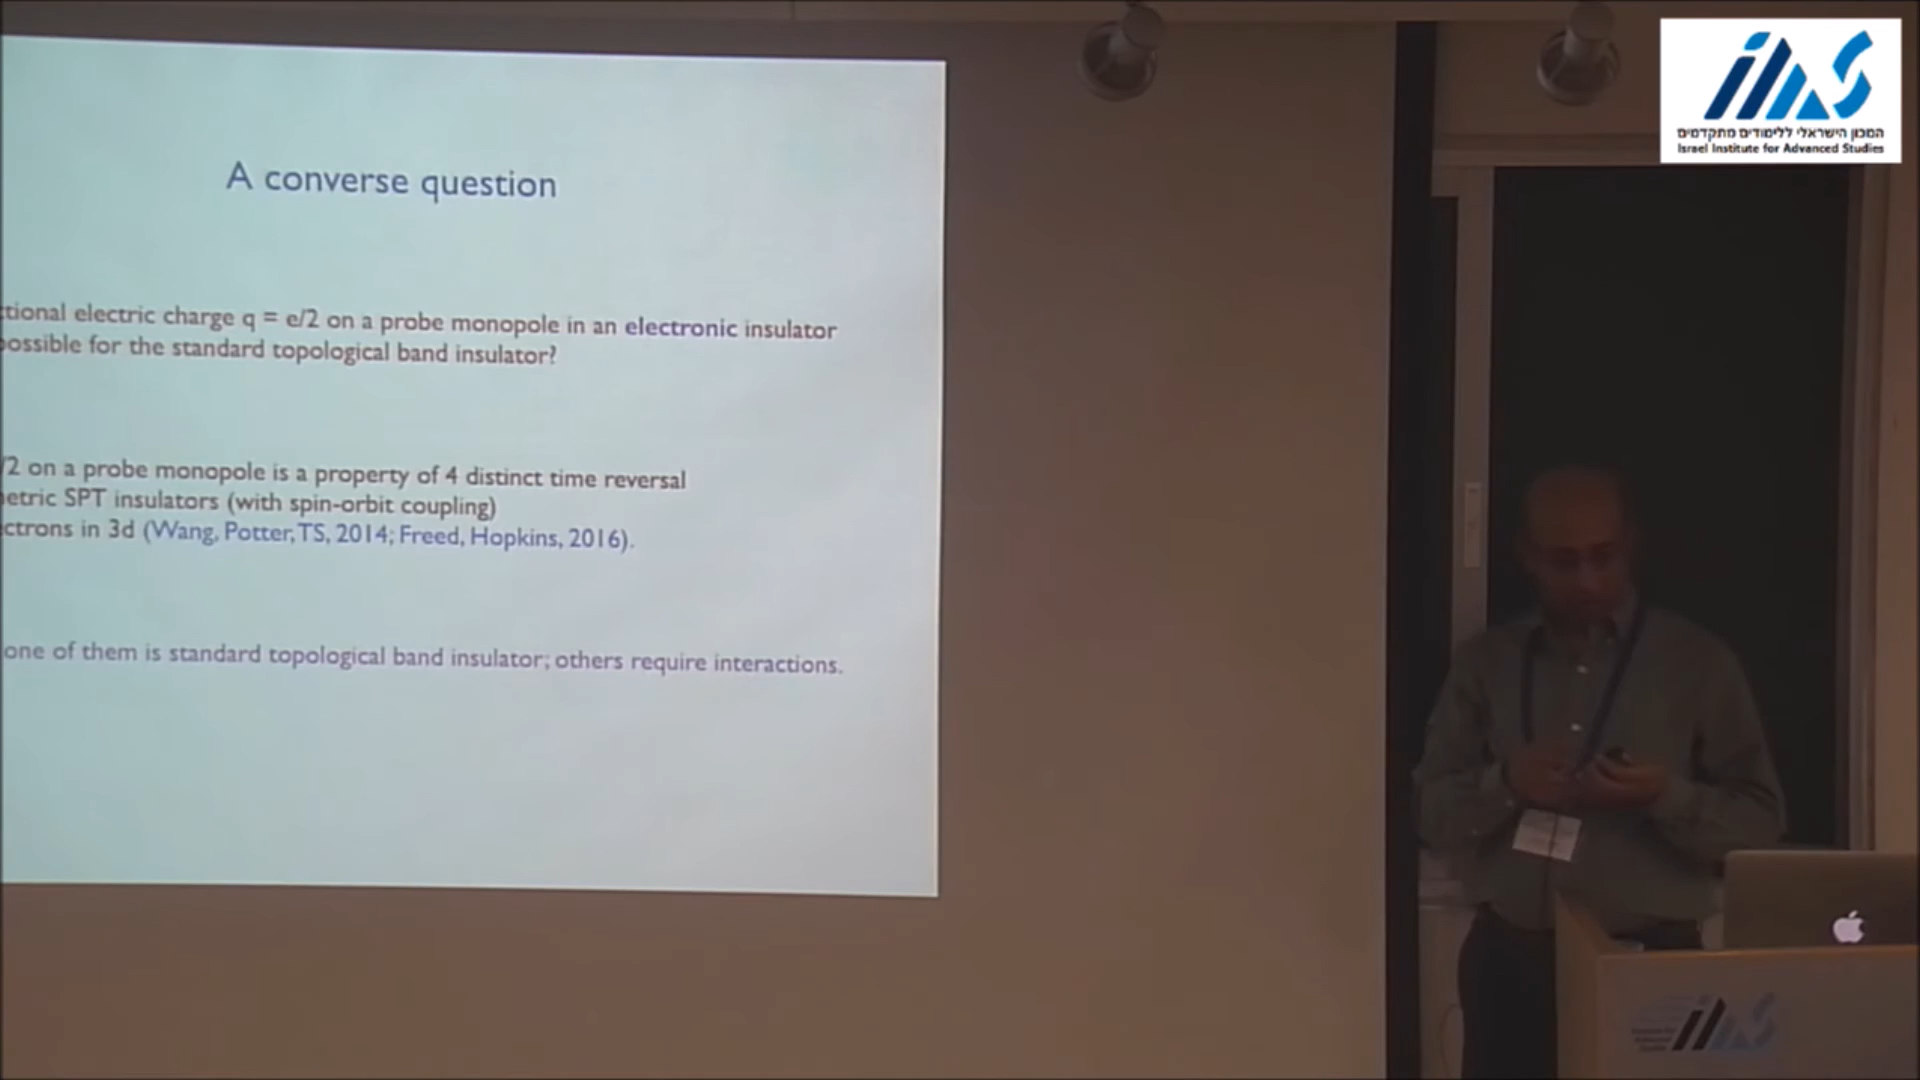 A converse question
tional electric charge q = e/2 on a probe monopole in an electronic insulator
possible for the standard topological band insulator?
/2 on a probe monopole is a property of 4 distinct time reversal
etric SPT insulators (with spin-orbit coupling)
ctrons in 3d (Wang, Potter, TS, 2014; Freed, Hopkins, 2016).
one of them is standard topological band insulator; others require interactions.
המכון הישראלי ללימודים מתקדמים
Israel Institute for Advanced Studies